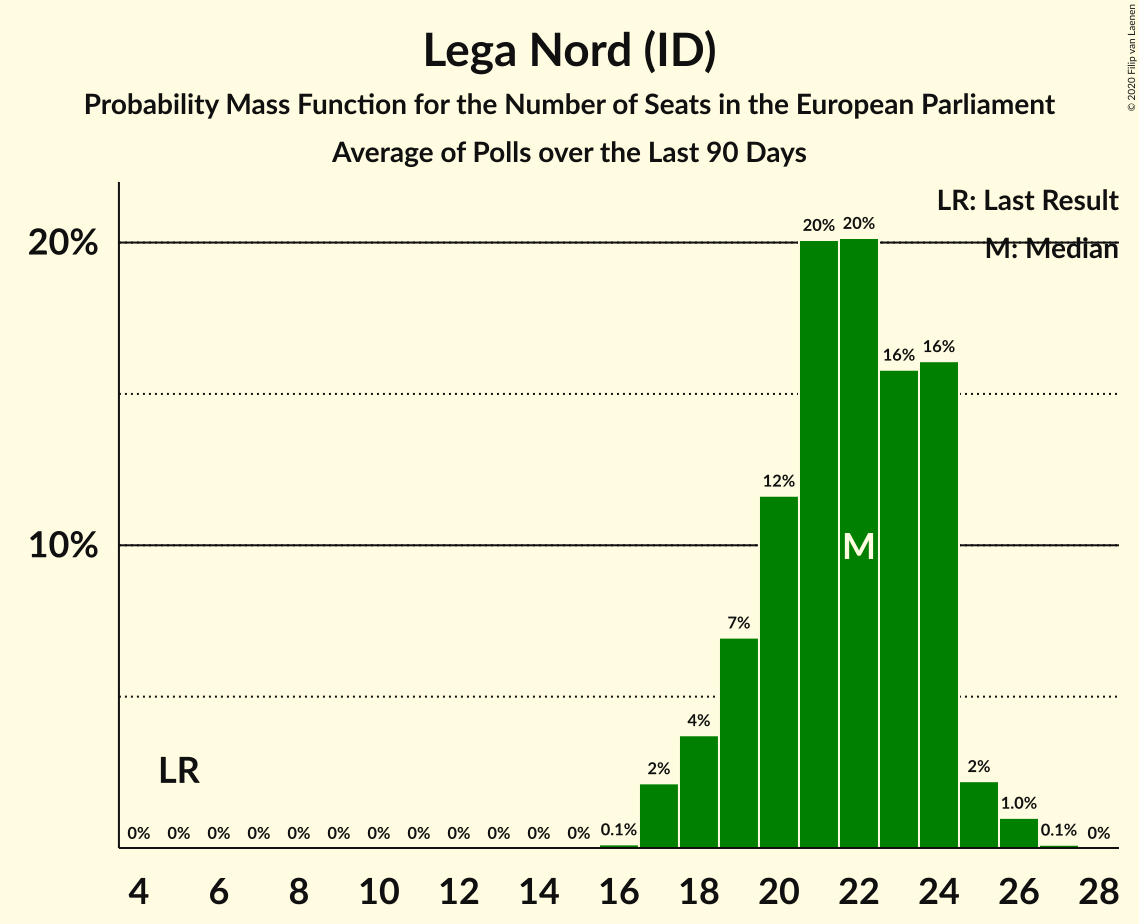 Lega Nord (ID)
Probability Mass Function for the Number of Seats in the European Parliament
Average of Polls over the Last 90 Days
© 2020 Filip van Laenen
LR: Last Result
M: Median
20%
10%
20% 20%
16% 16%
12%
7%
4%
2% 2%
1.0%
0% 0% 0% 0% 0% 0% 0% 0% 0% 0% 0% 0% 0.1% 0.1% 0%
LR
M
4 6 8 10 12 14 16 18 20 22 24 26 28